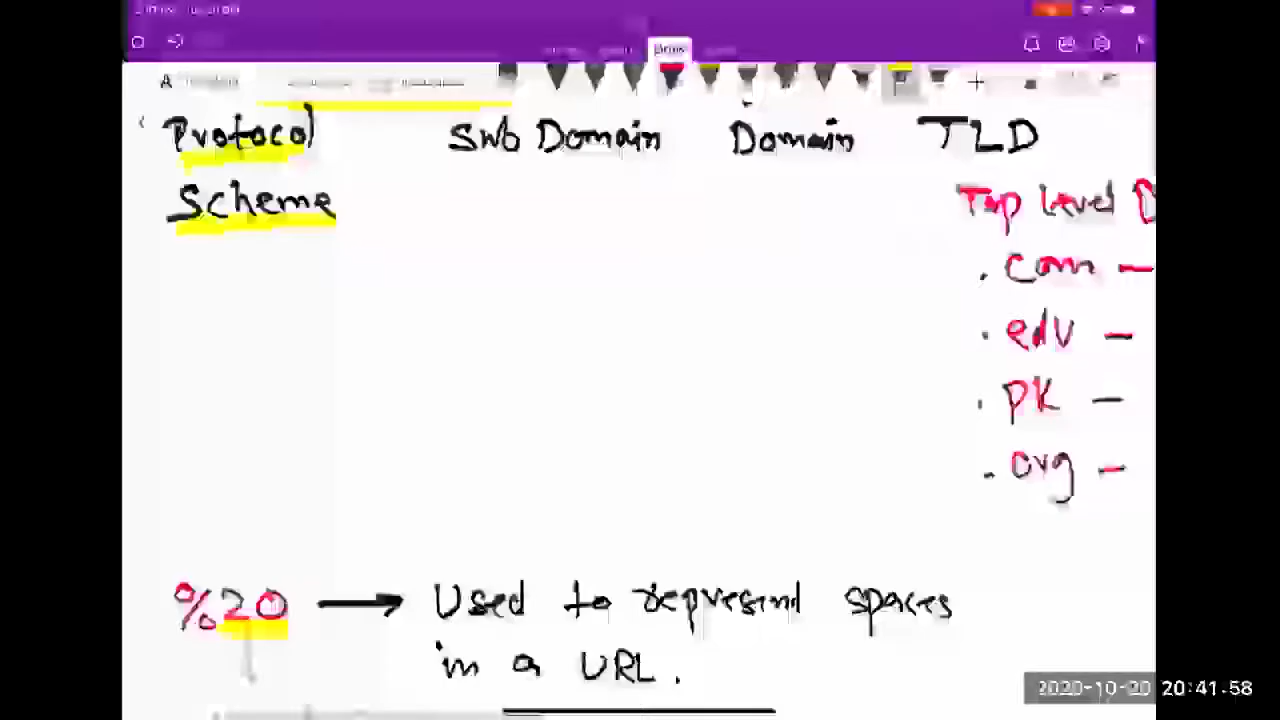 Draw
Protocol Sub Domain Domain TLD
Scheme
Top Level D
. com -
. edu -
. pk -
. org -
%20 → Used to represent spaces
in a URL.
2020-10-20 20:41:58